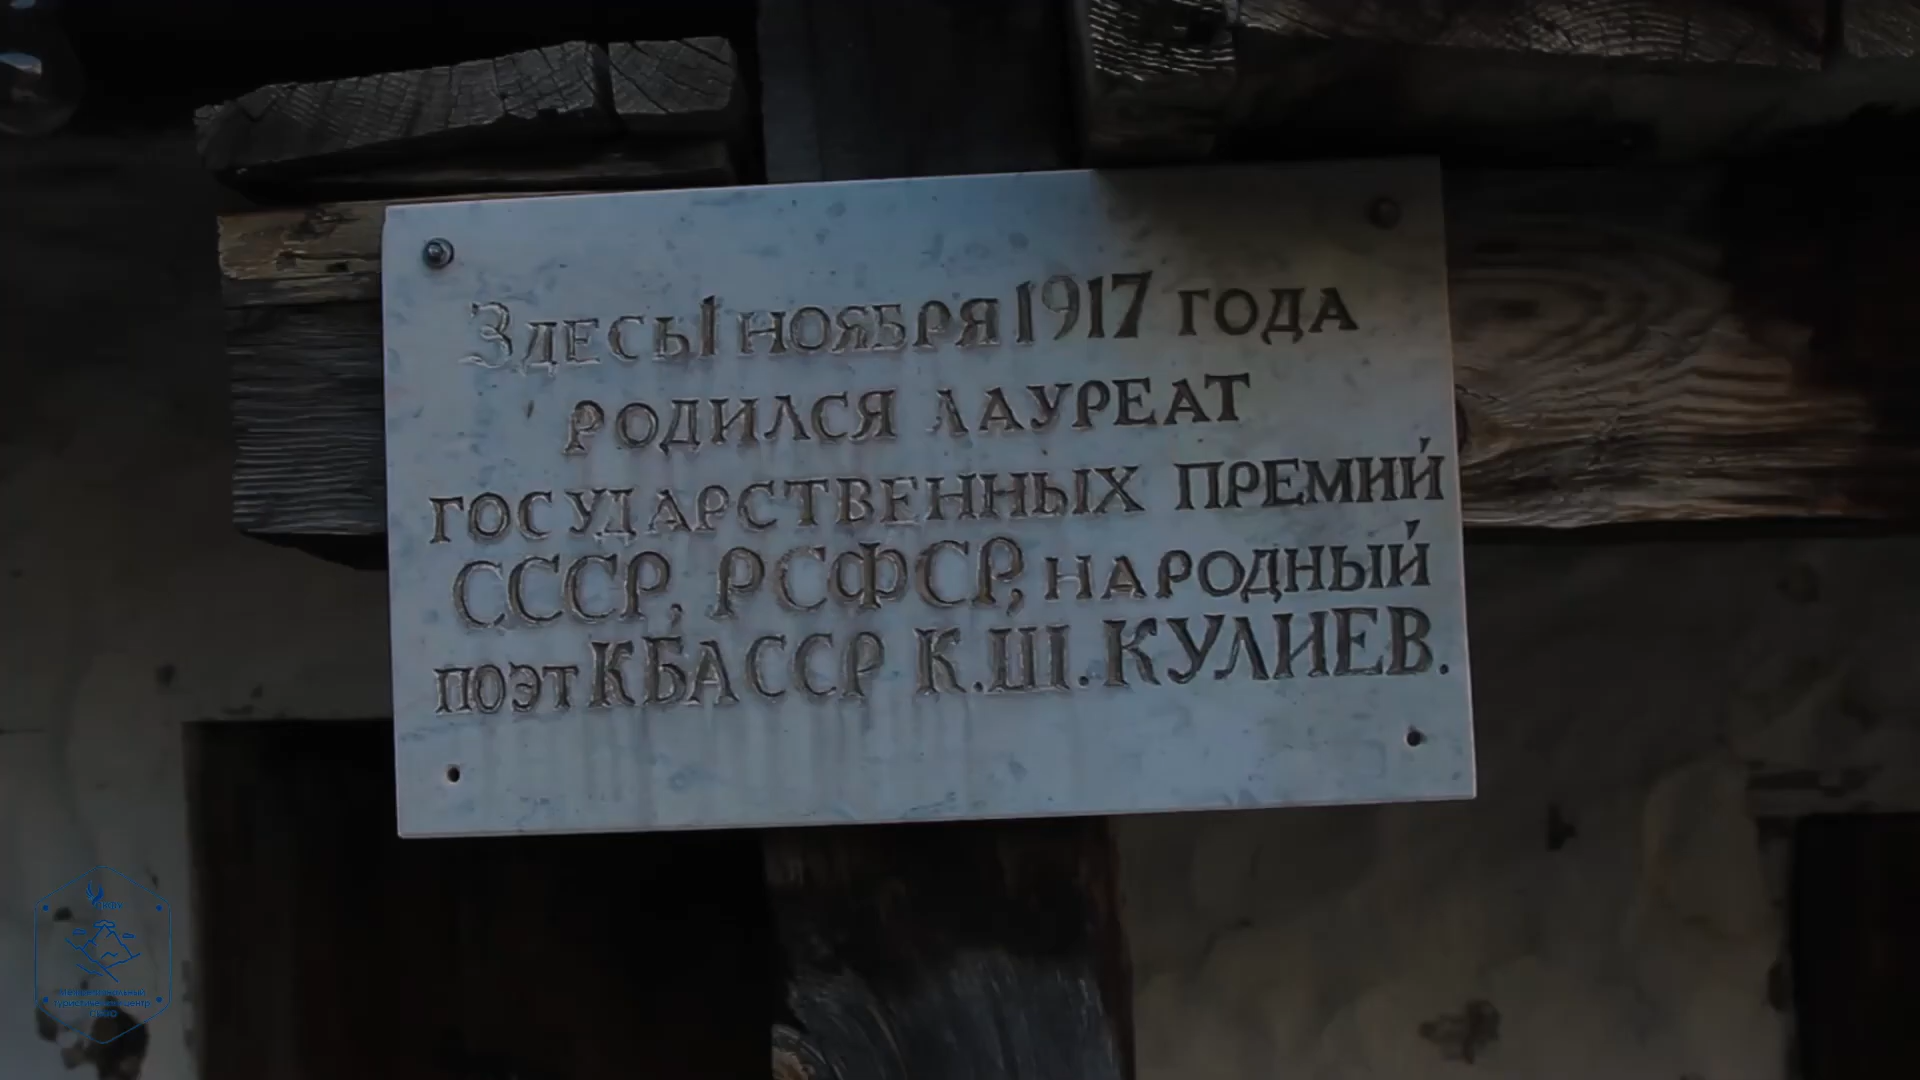 Здесь 1 ноября 1917 года
родился лауреат
государственных премий
СССР, РСФСР, народный
поэт КБАССР К.Ш. КУЛИЕВ.